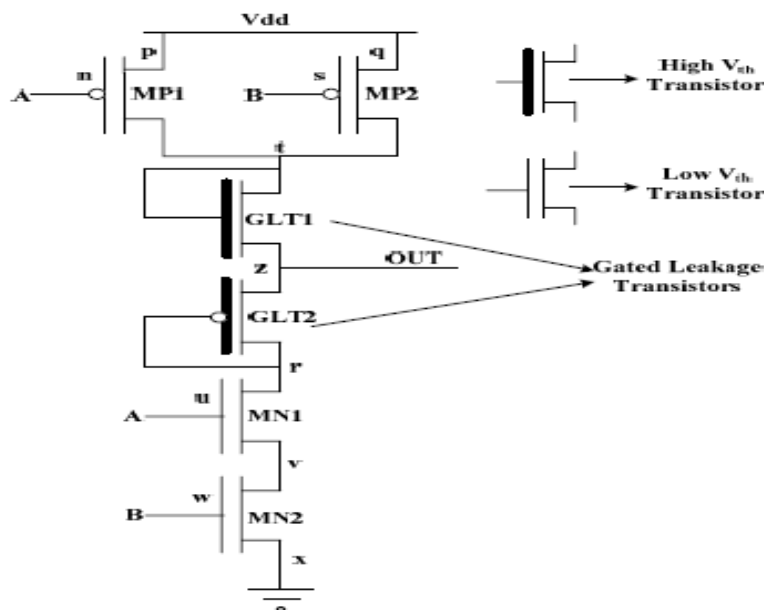 Vdd
p
q
n
s
A
MP1
B
MP2
High Vth
Transistor
t
Low Vth
Transistor
GLT1
z
OUT
Gated Leakage
Transistors
GLT2
r
u
A
MN1
v
w
B
MN2
x